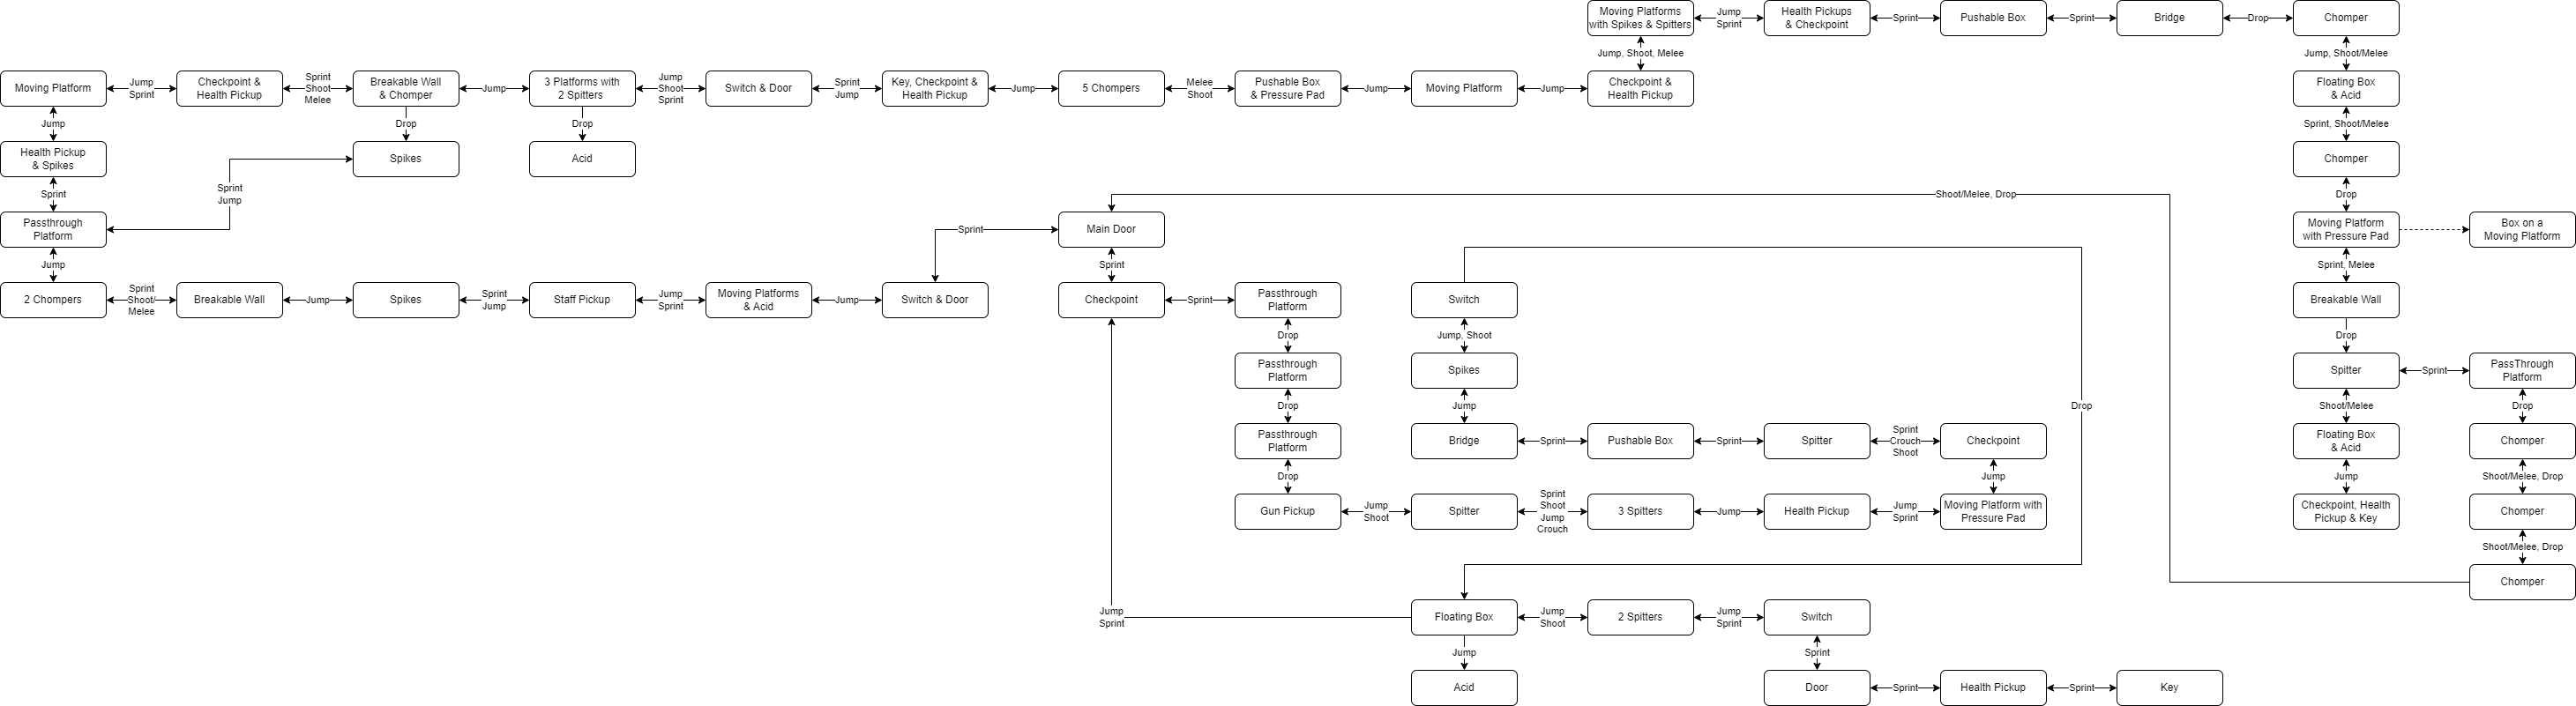 Moving Platforms
with Spikes & Spitters
Jump
Sprint
Health Pickups
& Checkpoint
Sprint
Pushable Box
Sprint
Bridge
Drop
Chomper
Jump, Shoot, Melee
Jump, Shoot/Melee
Moving Platform
Jump
Sprint
Checkpoint &
Health Pickup
Sprint
Shoot
Melee
Breakable Wall
& Chomper
Jump
3 Platforms with
2 Spitters
Jump
Shoot
Sprint
Switch & Door
Sprint
Jump
Key, Checkpoint &
Health Pickup
Jump
5 Chompers
Melee
Shoot
Pushable Box
& Pressure Pad
Jump
Moving Platform
Jump
Checkpoint &
Health Pickup
Floating Box
& Acid
Jump
Drop
Drop
Sprint, Shoot/Melee
Health Pickup
& Spikes
Spikes
Acid
Chomper
Sprint
Sprint
Jump
Shoot/Melee, Drop
Drop
Passthrough
Platform
Sprint
Main Door
Moving Platform
with Pressure Pad
Box on a
Moving Platform
Jump
Sprint
Sprint, Melee
2 Chompers
Sprint
Shoot/
Melee
Breakable Wall
Jump
Spikes
Sprint
Jump
Staff Pickup
Jump
Sprint
Moving Platforms
& Acid
Jump
Switch & Door
Checkpoint
Sprint
Passthrough
Platform
Switch
Breakable Wall
Drop
Jump, Shoot
Drop
Passthrough
Platform
Spikes
Spitter
Sprint
PassThrough
Platform
Drop
Jump
Drop
Shoot/Melee
Drop
Passthrough
Platform
Bridge
Sprint
Pushable Box
Sprint
Spitter
Sprint
Crouch
Shoot
Checkpoint
Floating Box
& Acid
Chomper
Drop
Jump
Jump
Shoot/Melee, Drop
Gun Pickup
Jump
Shoot
Spitter
Sprint
Shoot
Jump
Crouch
3 Spitters
Jump
Health Pickup
Jump
Sprint
Moving Platform with
Pressure Pad
Checkpoint, Health
Pickup & Key
Chomper
Shoot/Melee, Drop
Chomper
Jump
Sprint
Floating Box
Jump
Shoot
2 Spitters
Jump
Sprint
Switch
Jump
Sprint
Acid
Door
Sprint
Health Pickup
Sprint
Key